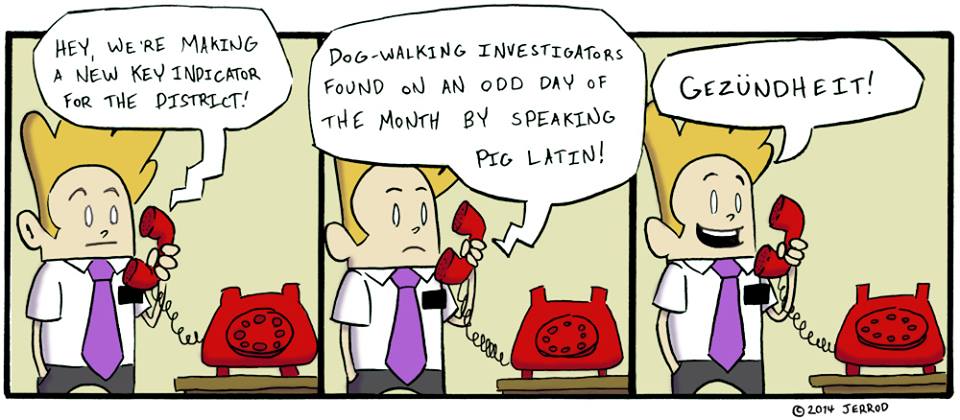 HEY, WE'RE MAKING
A NEW KEY INDICATOR
FOR THE DISTRICT!
DOG-WALKING INVESTIGATORS
FOUND ON AN ODD DAY OF
THE MONTH BY SPEAKING
PIG LATIN!
GEZÜNDHEIT!
© 2014 JERROD